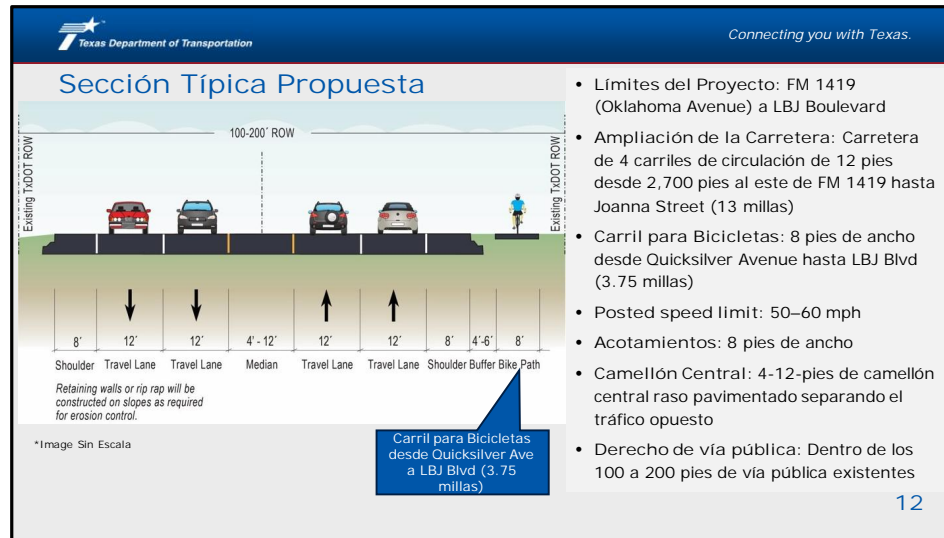 Texas Department of Transportation
Connecting you with Texas.
Sección Típica Propuesta
100-200´ ROW
Existing TxDOT ROW
Existing TxDOT ROW
8´ 12´ 12´ 4´ - 12´ 12´ 12´ 8´ 4´-6´ 8´
Shoulder Travel Lane Travel Lane Median Travel Lane Travel Lane Shoulder Buffer Bike Path
Retaining walls or rip rap will be
constructed on slopes as required
for erosion control.
*Image Sin Escala
Carril para Bicicletas
desde Quicksilver Ave
a LBJ Blvd (3.75
millas)
• Límites del Proyecto: FM 1419
(Oklahoma Avenue) a LBJ Boulevard
• Ampliación de la Carretera: Carretera
de 4 carriles de circulación de 12 pies
desde 2,700 pies al este de FM 1419 hasta
Joanna Street (13 millas)
• Carril para Bicicletas: 8 pies de ancho
desde Quicksilver Avenue hasta LBJ Blvd
(3.75 millas)
• Posted speed limit: 50–60 mph
• Acotamientos: 8 pies de ancho
• Camellón Central: 4-12-pies de camellón
central raso pavimentado separando el
tráfico opuesto
• Derecho de vía pública: Dentro de los
100 a 200 pies de vía pública existentes
12